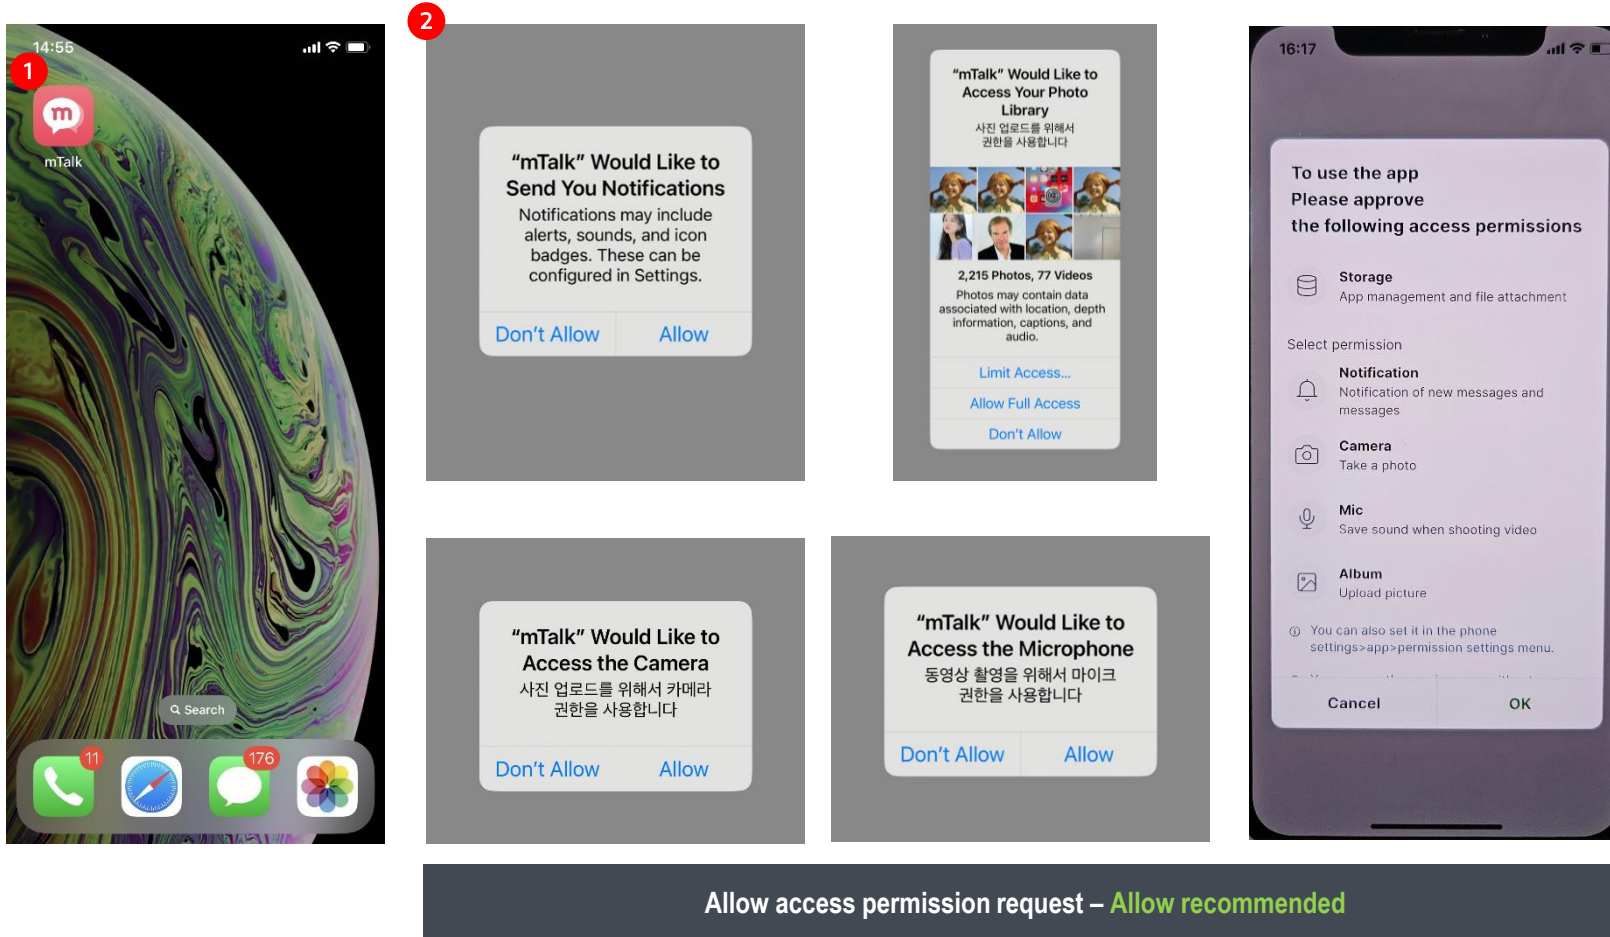 14:55
1
mTalk
Search
11
176
2
“mTalk” Would Like to
Send You Notifications
Notifications may include
alerts, sounds, and icon
badges. These can be
configured in Settings.
Don’t Allow
Allow
“mTalk” Would Like to
Access Your Photo
Library
사진 업로드를 위해서
권한을 사용합니다
2,215 Photos, 77 Videos
Photos may contain data
associated with location, depth
information, captions, and
audio.
Limit Access...
Allow Full Access
Don’t Allow
“mTalk” Would Like to
Access the Camera
사진 업로드를 위해서 카메라
권한을 사용합니다
Don’t Allow
Allow
“mTalk” Would Like to
Access the Microphone
동영상 촬영을 위해서 마이크
권한을 사용합니다
Don’t Allow
Allow
16:17
To use the app
Please approve
the following access permissions
Storage
App management and file attachment
Select permission
Notification
Notification of new messages and
messages
Camera
Take a photo
Mic
Save sound when shooting video
Album
Upload picture
You can also set it in the phone
settings>app>permission settings menu.
Cancel
OK
Allow access permission request – Allow recommended